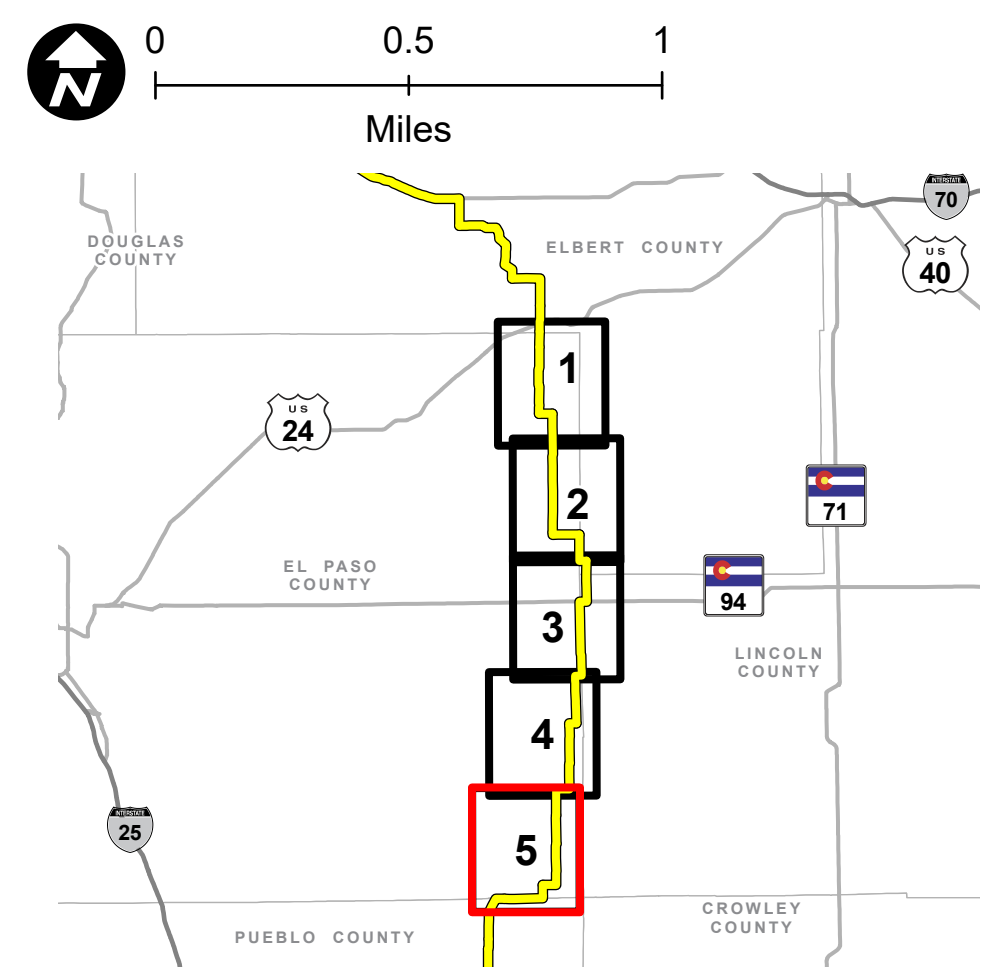 N
0 0.5 1
Miles
INTERSTATE
70
DOUGLAS
COUNTY
ELBERT COUNTY
US
40
1
US
24
2
71
EL PASO
COUNTY
94
3
LINCOLN
COUNTY
4
INTERSTATE
25
5
CROWLEY
COUNTY
PUEBLO COUNTY